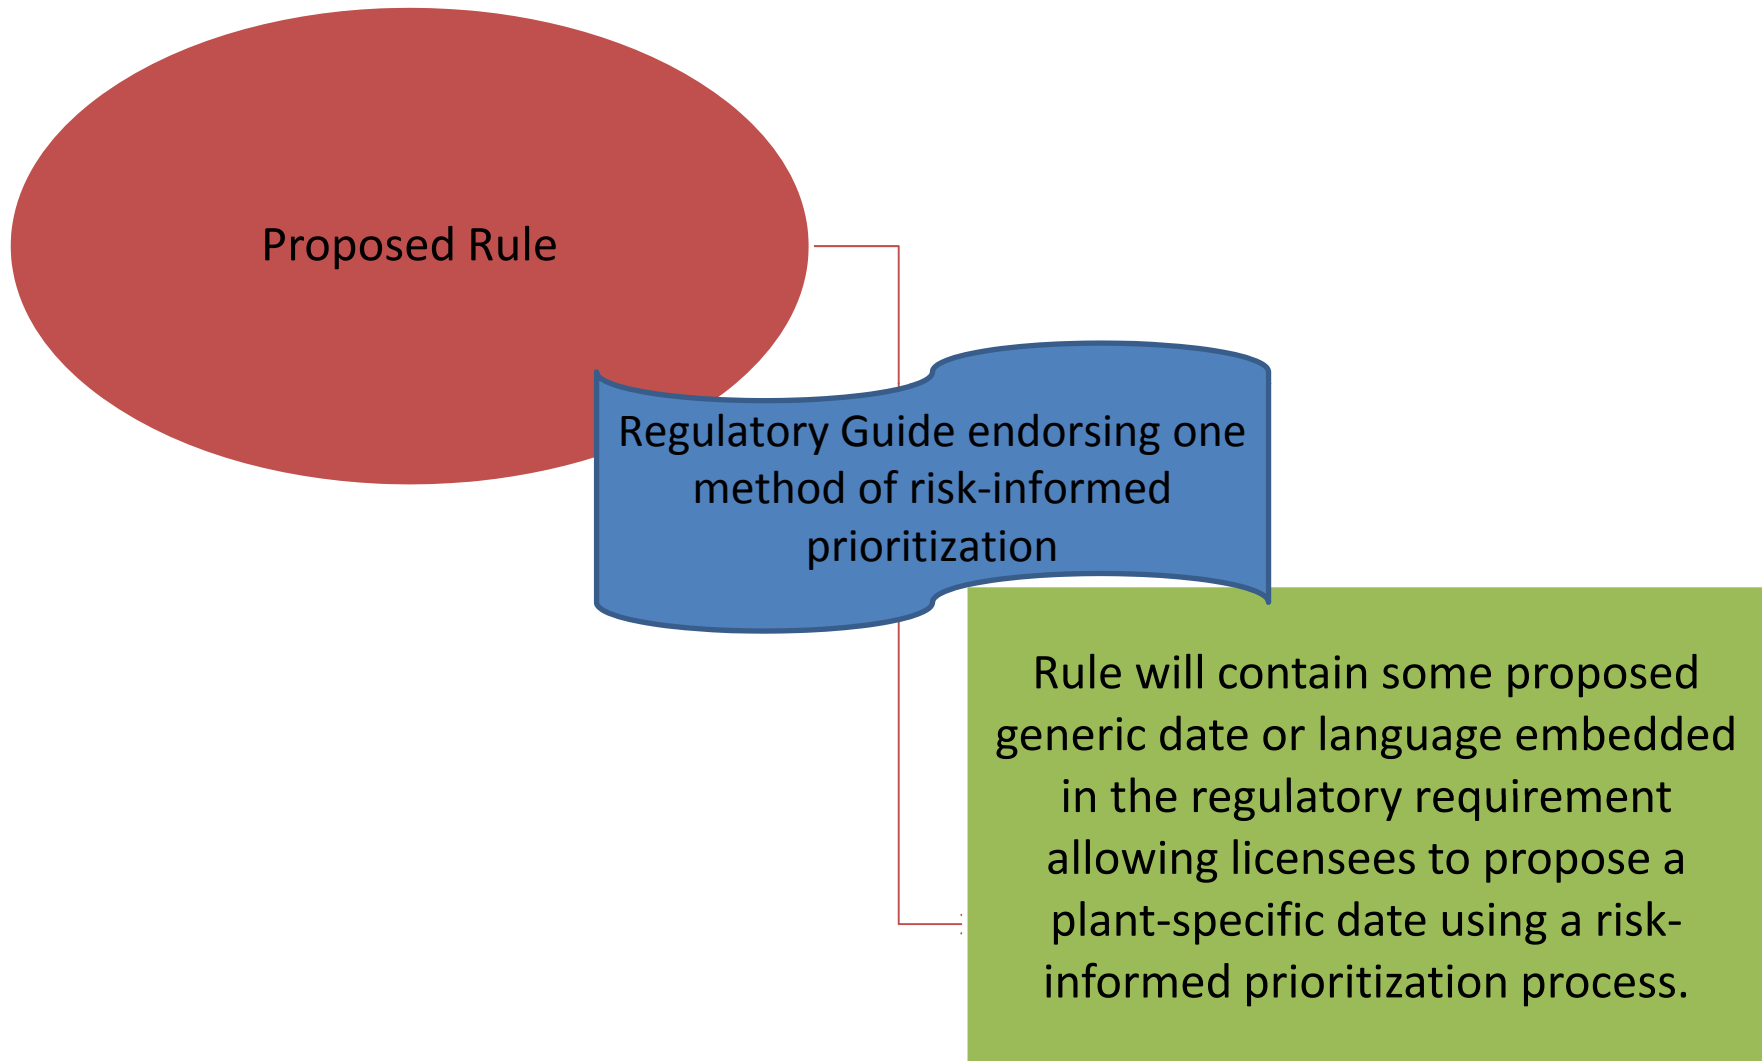 Proposed Rule
Regulatory Guide endorsing one
method of risk-informed
prioritization
Rule will contain some proposed
generic date or language embedded
in the regulatory requirement
allowing licensees to propose a
plant-specific date using a risk-
informed prioritization process.